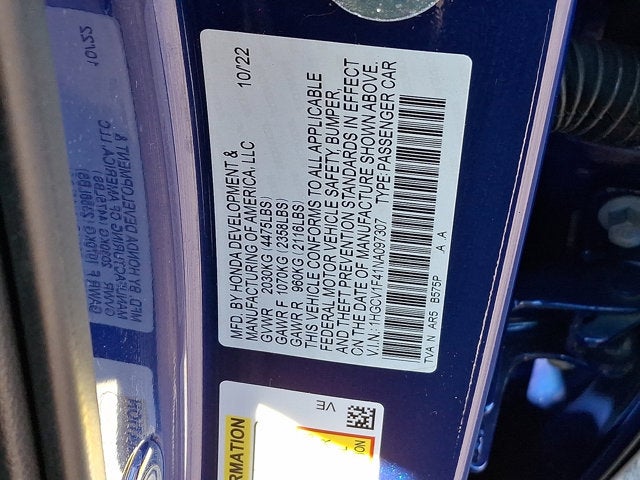 MFD. BY HONDA DEVELOPMENT & 10/22
MANUFACTURING OF AMERICA, LLC
GVWR 2030KG (4475LBS)
GAWR F 1070KG (2358LBS)
GAWR R 960KG (2116LBS)
THIS VEHICLE CONFORMS TO ALL APPLICABLE
FEDERAL MOTOR VEHICLE SAFETY BUMPER,
AND THEFT PREVENTION STANDARDS IN EFFECT
ON THE DATE OF MANUFACTURE SHOWN ABOVE.
V.I.N.: 1HGCV1F41NA097307 TYPE: PASSENGER CAR
TVA N AR5 B575P A .A
VE